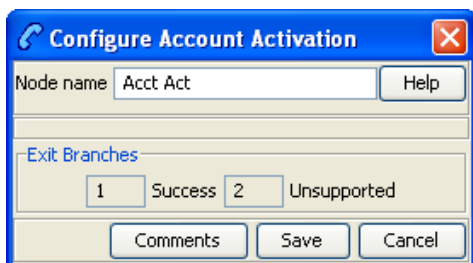 Configure Account Activation
Node name Acct Act Help
Exit Branches
1 Success 2 Unsupported
Comments Save Cancel